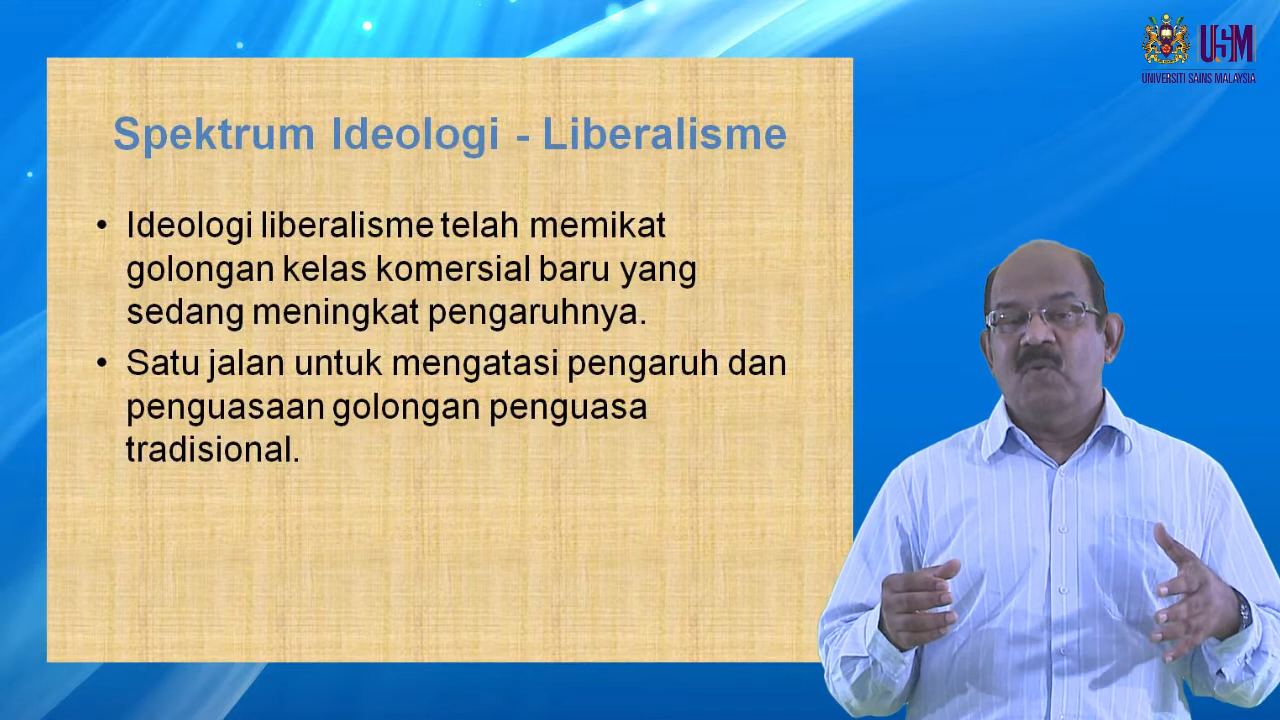 USM
UNIVERSITI SAINS MALAYSIA
Spektrum Ideologi - Liberalisme
• Ideologi liberalisme telah memikat
golongan kelas komersial baru yang
sedang meningkat pengaruhnya.
• Satu jalan untuk mengatasi pengaruh dan
penguasaan golongan penguasa
tradisional.